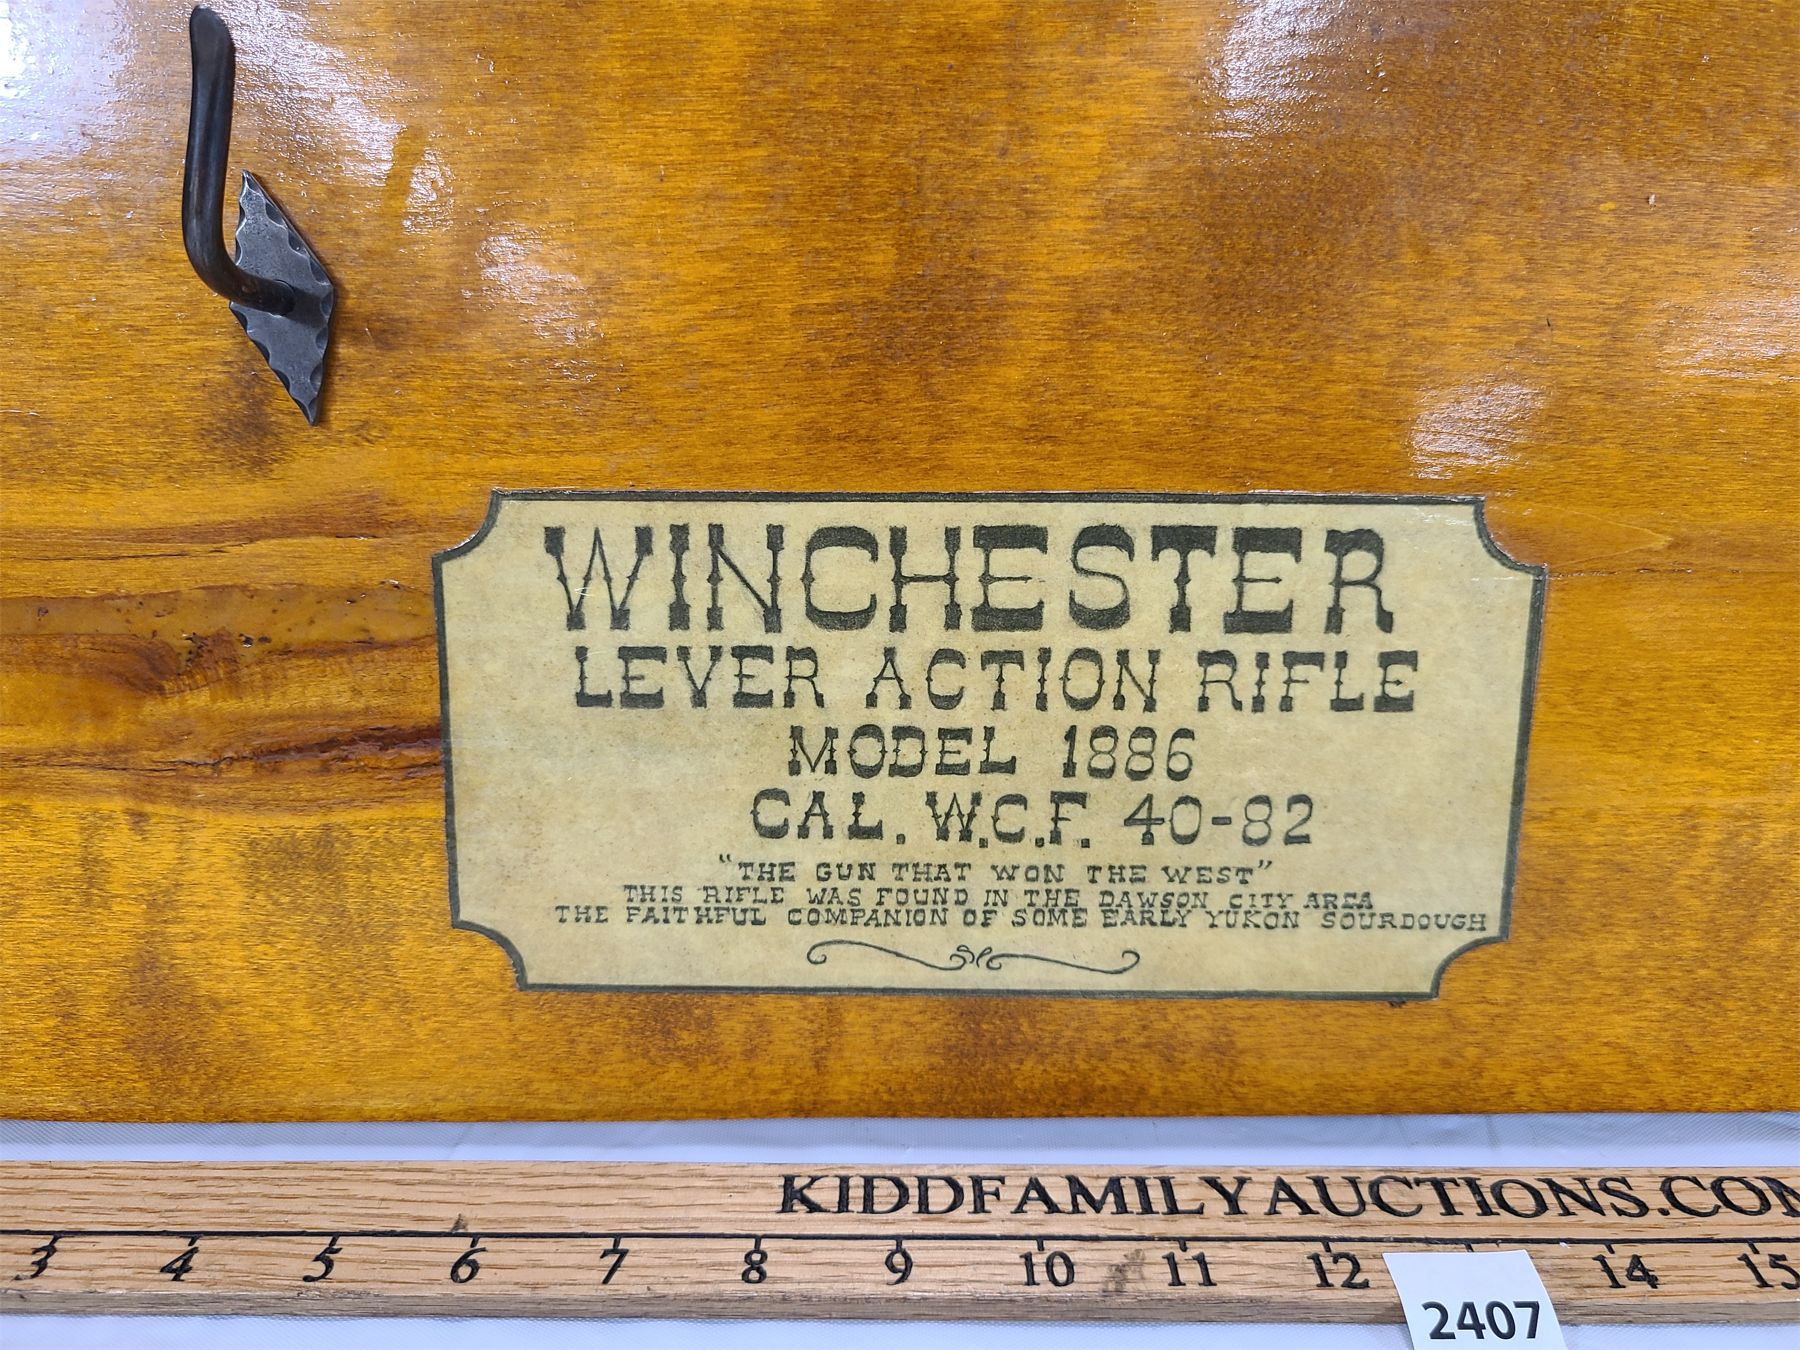 WINCHESTER
LEVER ACTION RIFLE
MODEL 1886
CAL. W.C.F. 40-82
"THE GUN THAT WON THE WEST"
THIS RIFLE WAS FOUND IN THE DAWSON CITY AREA
THE FAITHFUL COMPANION OF SOME EARLY YUKON SOURDOUGH
KIDDFAMILYAUCTIONS.COM
3 4 5 6 7 8 9 10 11 12 14 15
2407